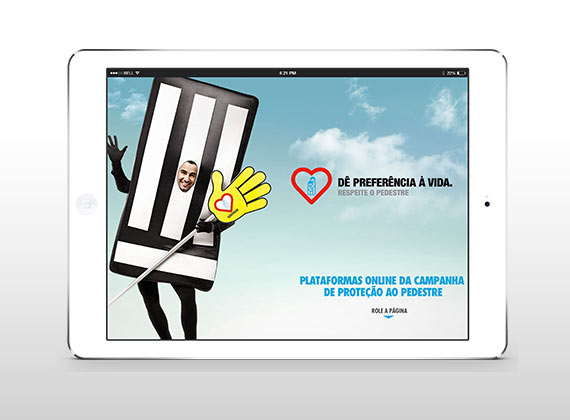 BELL 4:21 PM 20%
DÊ PREFERÊNCIA À VIDA.
RESPEITE O PEDESTRE
PLATAFORMAS ONLINE DA CAMPANHA
DE PROTEÇÃO AO PEDESTRE
ROLE A PÁGINA